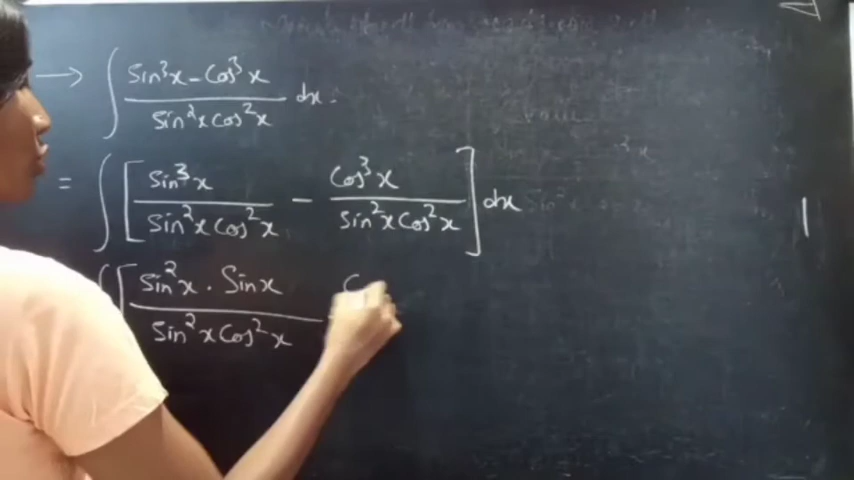 → ∫ (Sin³x - Cos³x)/(Sin²x Cos²x) dx.
= ∫ [ Sin³x/(Sin²x Cos²x) - Cos³x/(Sin²x Cos²x) ] dx
∫ [ (Sin²x . Sinx)/(Sin²x Cos²x) C